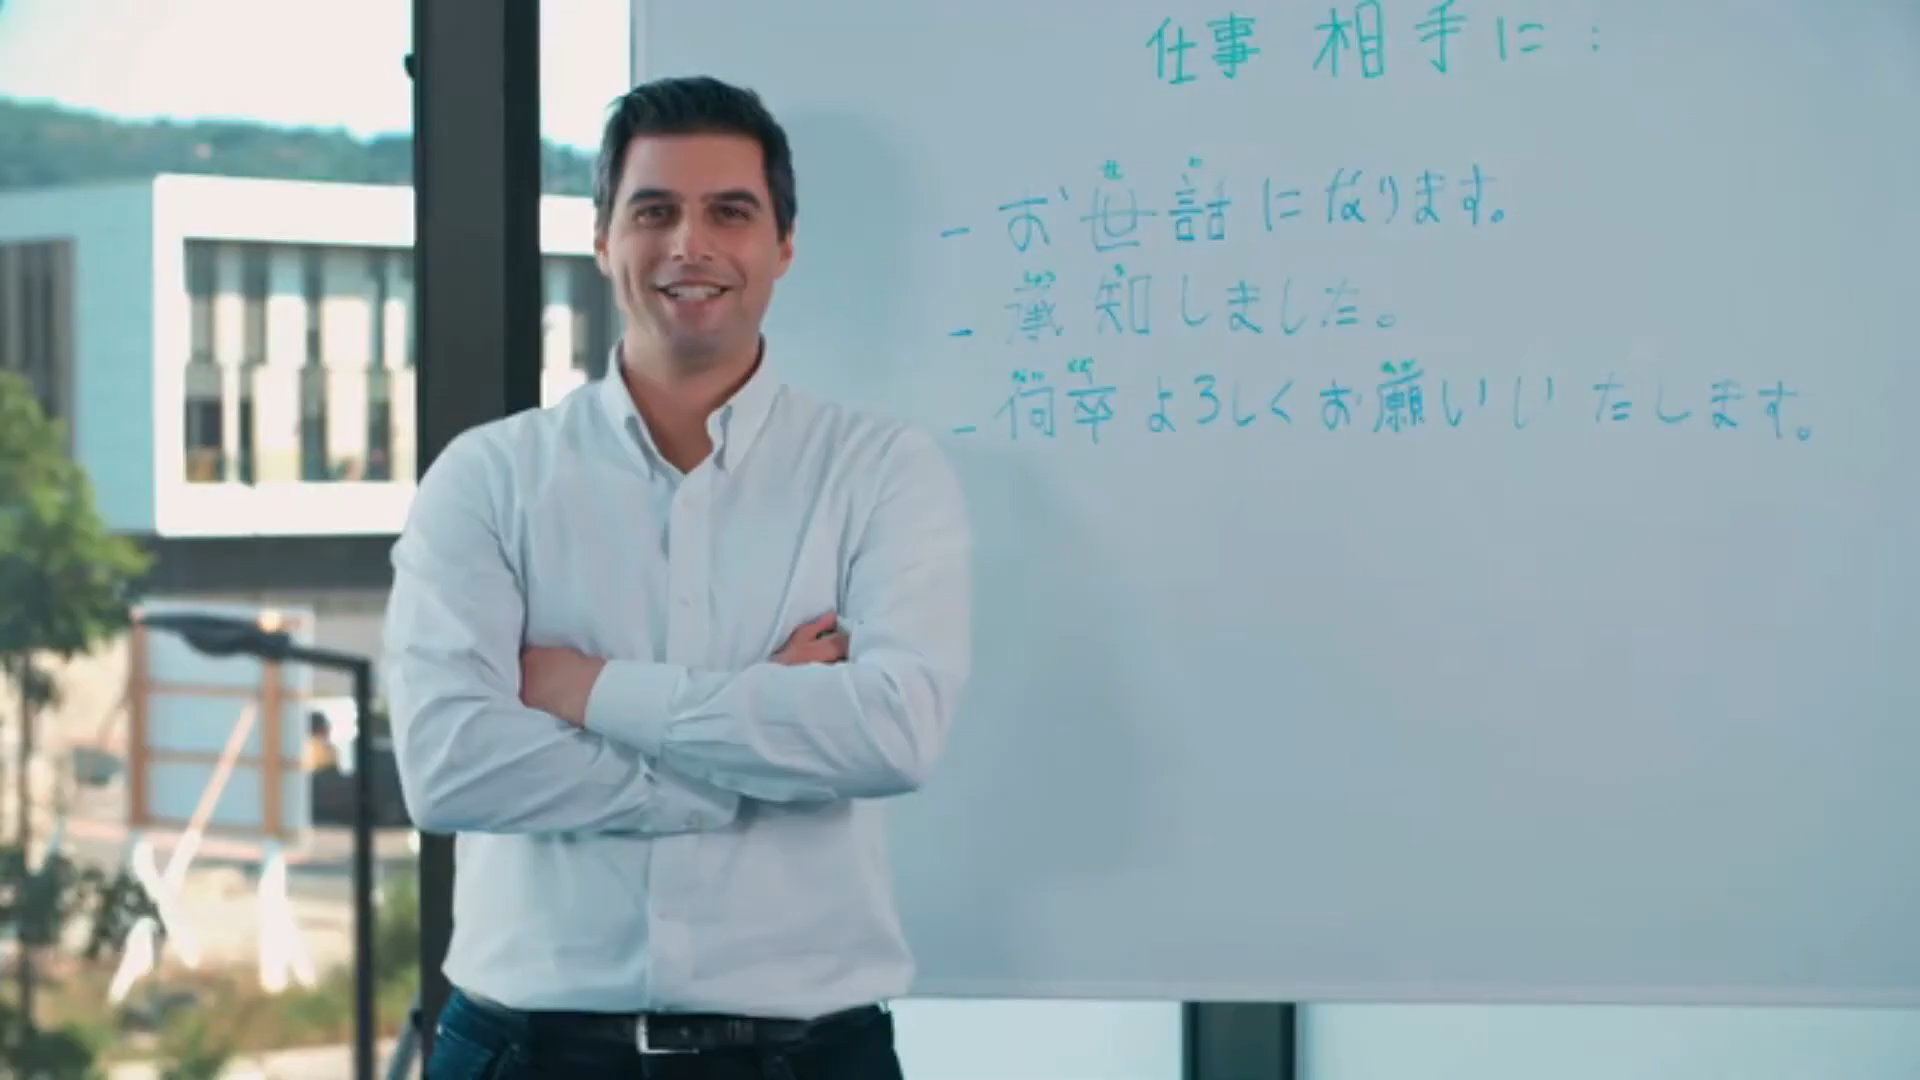 仕事 相手に:
- お世話になります。
- 承知しました。
- 何卒よろしくお願いいたします。